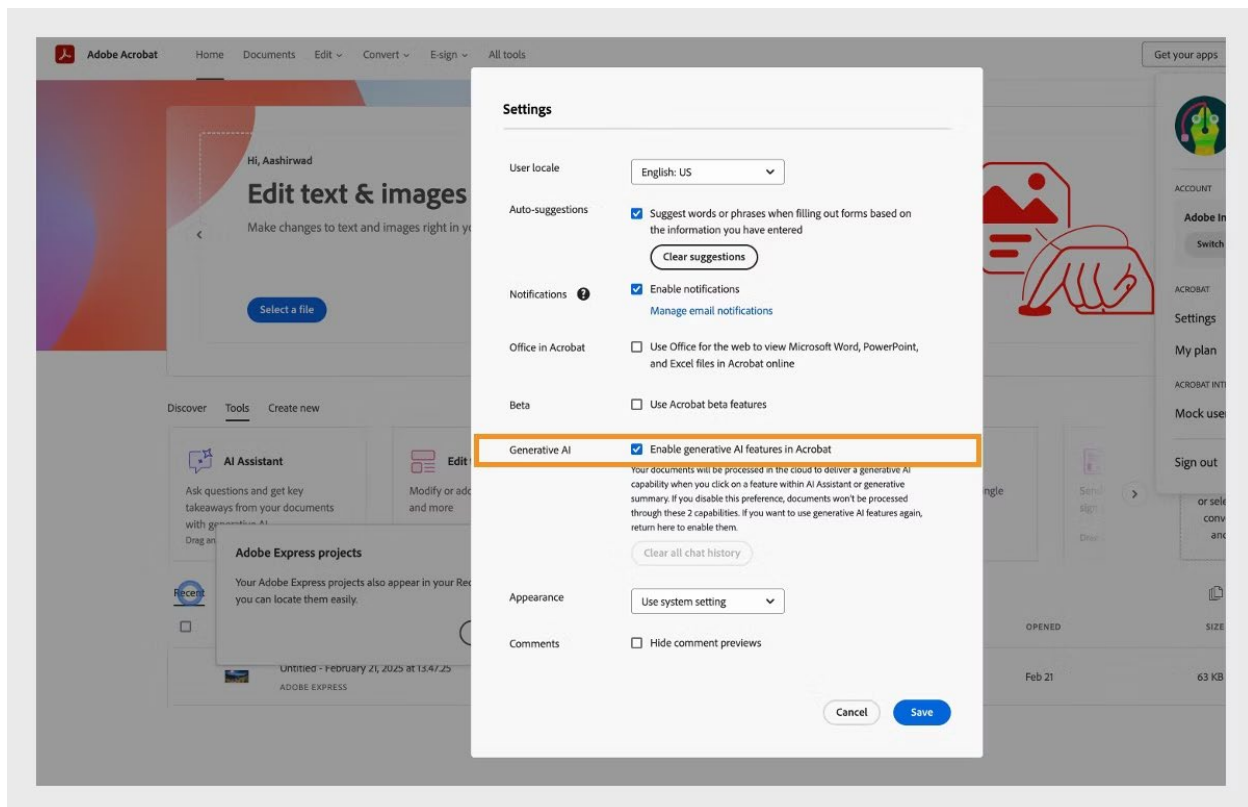 Adobe Acrobat Home Documents Edit Convert E-sign All tools
Get your apps
Hi, Aashirwad
Edit text & images
Make changes to text and images right in
Select a file
Discover Tools Create new
AI Assistant
Ask questions and get key
takeaways from your documents
with
Edit
Modify or
and more
Adobe Express projects
Your Adobe Express projects also appear in your
you can locate them easily.
Recent
Untitled - February 21, 2025 at 13.47.25
ADOBE EXPRESS
Settings
User locale
English: US
Auto-suggestions
Suggest words or phrases when filling out forms based on
the information you have entered
Clear suggestions
Notifications
Enable notifications
Manage email notifications
Office in Acrobat
Use Office for the web to view Microsoft Word, PowerPoint,
and Excel files in Acrobat online
Beta
Use Acrobat beta features
Generative AI
Enable generative AI features in Acrobat
Your documents will be processed in the cloud to deliver a generative AI
capability when you click on a feature within AI Assistant or generative
summary. If you disable this preference, documents won't be processed
through these 2 capabilities. If you want to use generative AI features again,
return here to enable them.
Clear all chat history
Appearance
Use system setting
Comments
Hide comment previews
Cancel
Save
ACCOUNT
Adobe
Switch
ACROBAT
Settings
My plan
ACROBAT
Mock
Sign out
or
and
OPENED
SIZE
Feb 21
63 KB